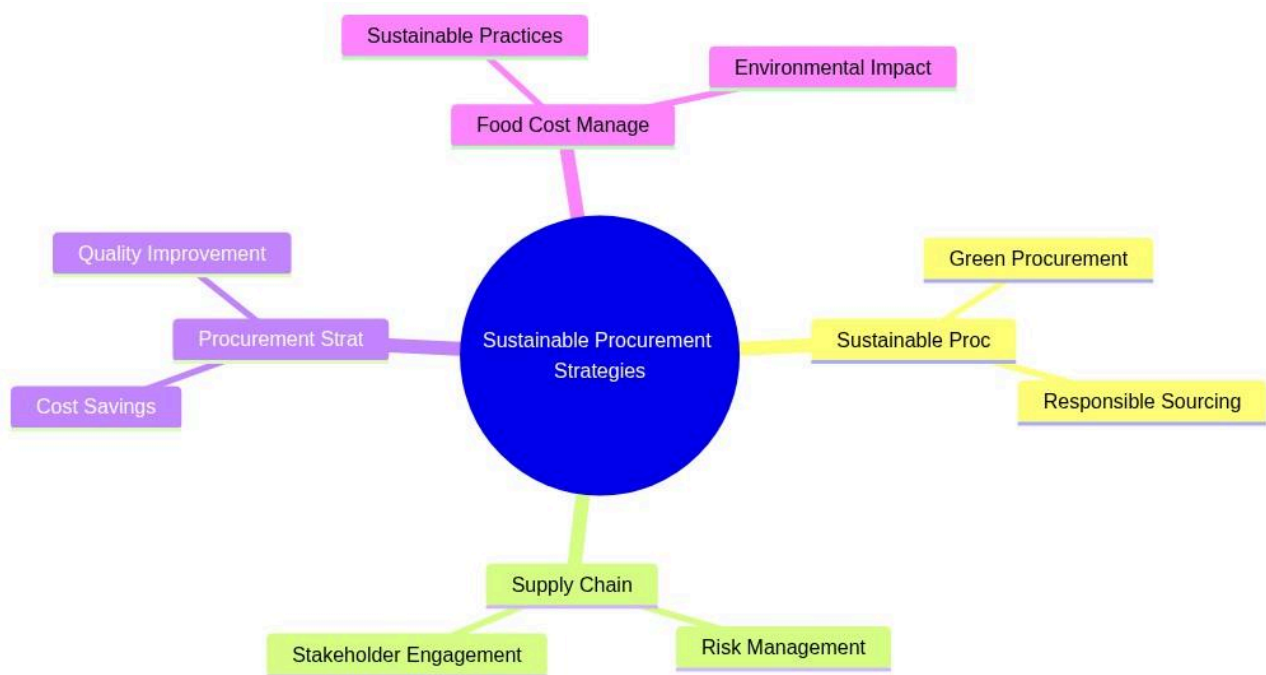 Sustainable Practices
Environmental Impact
Food Cost Manage
Quality Improvement
Green Procurement
Procurement Strat
Sustainable Procurement
Strategies
Sustainable Proc
Cost Savings
Responsible Sourcing
Supply Chain
Stakeholder Engagement
Risk Management